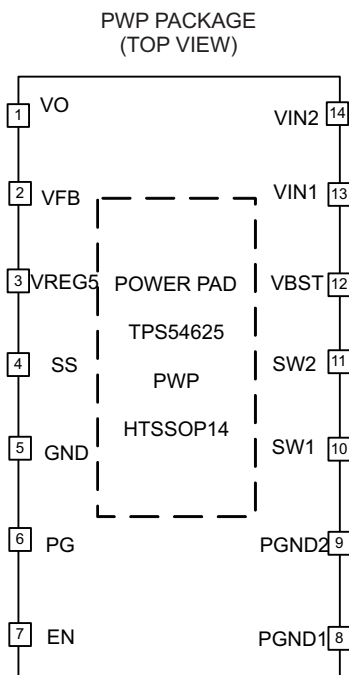 PWP PACKAGE
(TOP VIEW)
1 VO
VIN2 14
2 VFB
VIN1 13
3 VREG5
POWER PAD
VBST 12
TPS54625
4 SS
PWP
SW2 11
HTSSOP14
5 GND
SW1 10
6 PG
PGND2 9
7 EN
PGND1 8